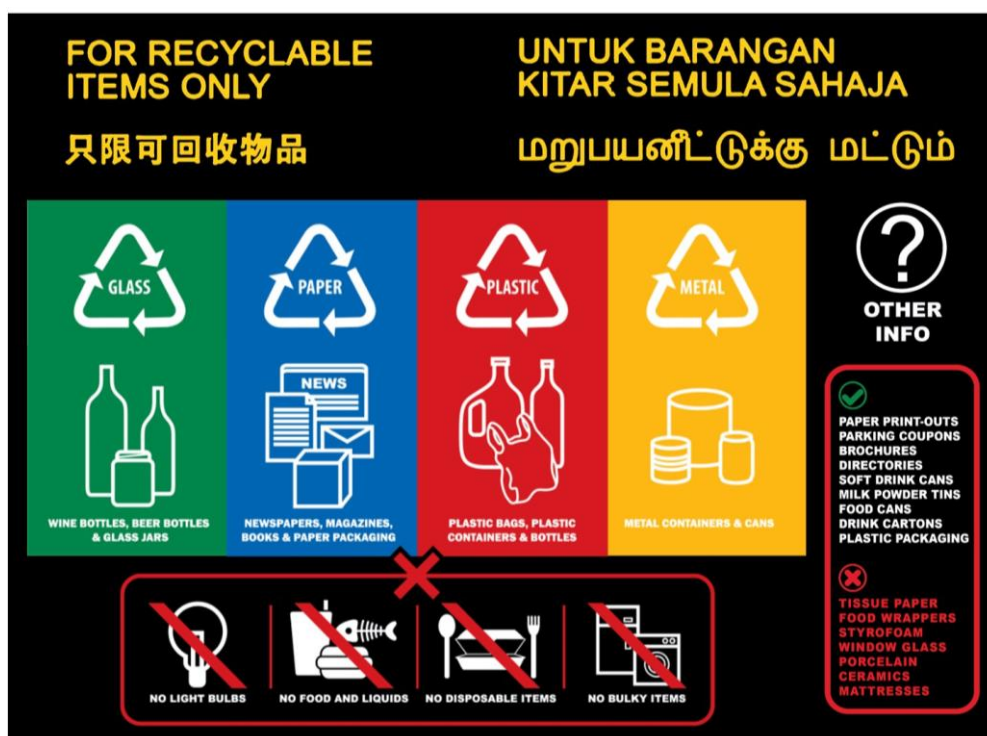 FOR RECYCLABLE
ITEMS ONLY
只限可回收物品
UNTUK BARANGAN
KITAR SEMULA SAHAJA
மறுபயனீட்டுக்கு மட்டும்
GLASS
WINE BOTTLES, BEER BOTTLES
& GLASS JARS
PAPER
NEWS
NEWSPAPERS, MAGAZINES,
BOOKS & PAPER PACKAGING
PLASTIC
PLASTIC BAGS, PLASTIC
CONTAINERS & BOTTLES
METAL
METAL CONTAINERS & CANS
?
OTHER
INFO
PAPER PRINT-OUTS
PARKING COUPONS
BROCHURES
DIRECTORIES
SOFT DRINK CANS
MILK POWDER TINS
FOOD CANS
DRINK CARTONS
PLASTIC PACKAGING
TISSUE PAPER
FOOD WRAPPERS
STYROFOAM
WINDOW GLASS
PORCELAIN
CERAMICS
MATTRESSES
NO LIGHT BULBS
NO FOOD AND LIQUIDS
NO DISPOSABLE ITEMS
NO BULKY ITEMS